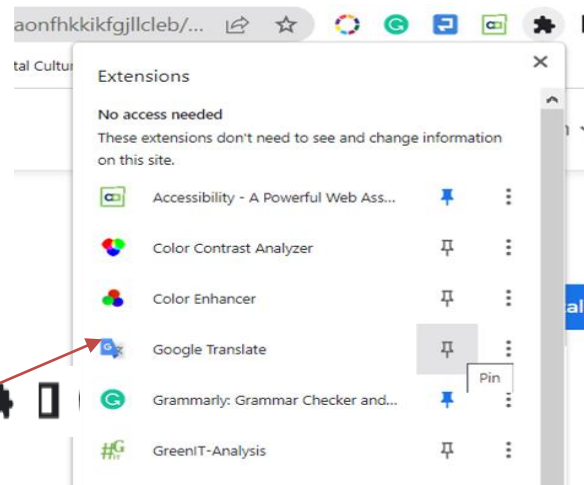 aonfhkkikfgjllcleb/...
tal Cultur
Extensions
No access needed
These extensions don't need to see and change information
on this site.
Accessibility - A Powerful Web Ass...
Color Contrast Analyzer
Color Enhancer
al
Google Translate
Pin
Grammarly: Grammar Checker and...
GreenIT-Analysis